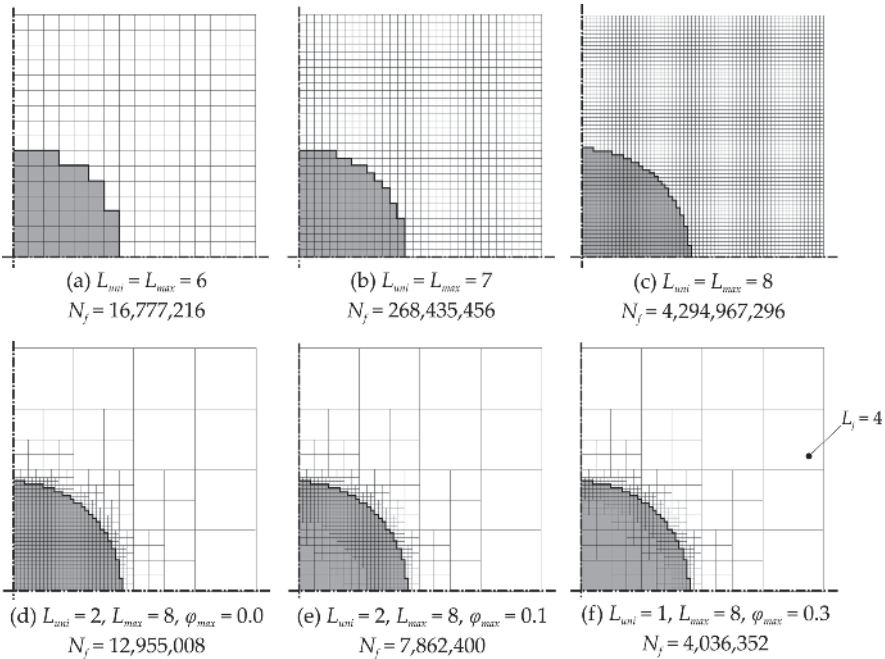 (a) L_uni = L_max = 6
N_f = 16,777,216
(b) L_uni = L_max = 7
N_f = 268,435,456
(c) L_uni = L_max = 8
N_f = 4,294,967,296
L_j = 4
(d) L_uni = 2, L_max = 8, φ_max = 0.0
N_f = 12,955,008
(e) L_uni = 2, L_max = 8, φ_max = 0.1
N_f = 7,862,400
(f) L_uni = 1, L_max = 8, φ_max = 0.3
N_f = 4,036,352